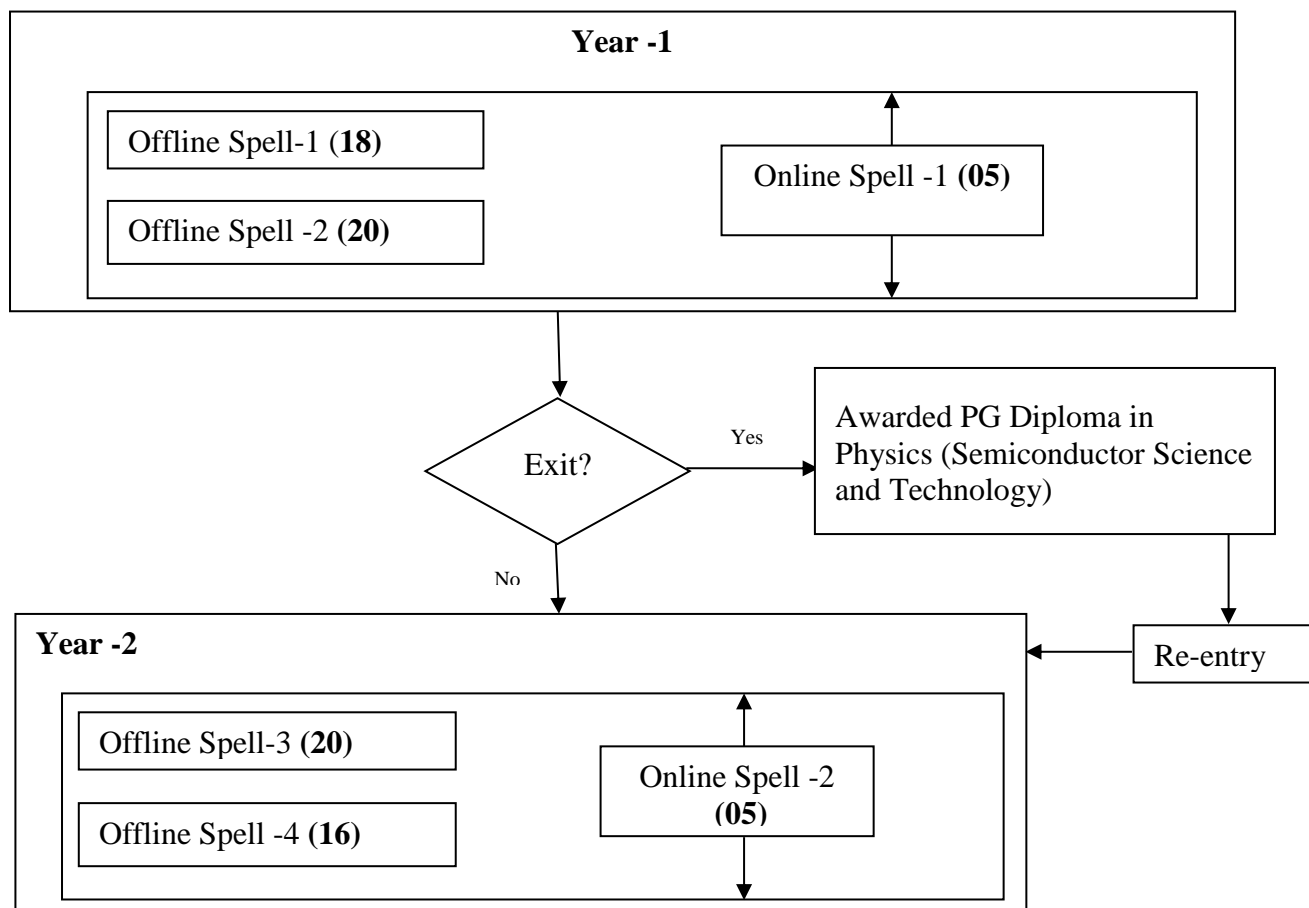 Year -1
Offline Spell-1 (18)
Online Spell -1 (05)
Offline Spell -2 (20)
Exit?
Yes
Awarded PG Diploma in
Physics (Semiconductor Science
and Technology)
No
Re-entry
Year -2
Offline Spell-3 (20)
Online Spell -2
(05)
Offline Spell -4 (16)